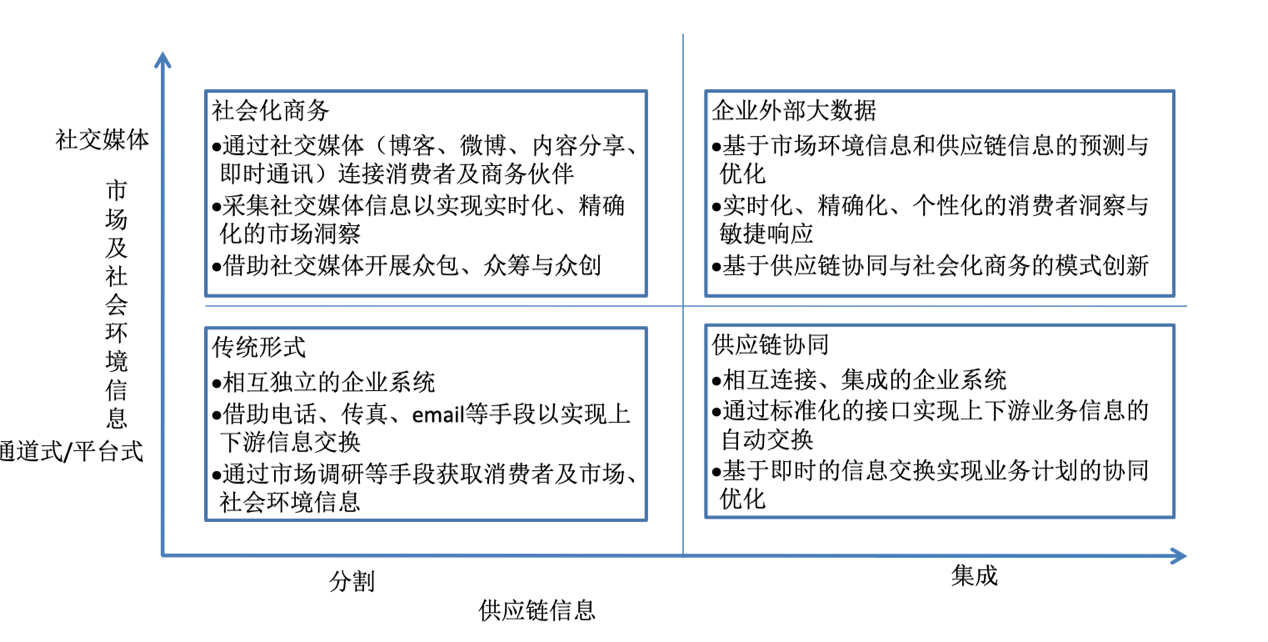 社交媒体
市
场
及
社
会
环
境
信
息
通道式/平台式
社会化商务
•通过社交媒体（博客、微博、内容分享、
即时通讯）连接消费者及商务伙伴
•采集社交媒体信息以实现实时化、精确
化的市场洞察
•借助社交媒体开展众包、众筹与众创
企业外部大数据
•基于市场环境信息和供应链信息的预测与
优化
•实时化、精确化、个性化的消费者洞察与
敏捷响应
•基于供应链协同与社会化商务的模式创新
传统形式
•相互独立的企业系统
•借助电话、传真、email等手段以实现上
下游信息交换
•通过市场调研等手段获取消费者及市场、
社会环境信息
供应链协同
•相互连接、集成的企业系统
•通过标准化的接口实现上下游业务信息的
自动交换
•基于即时的信息交换实现业务计划的协同
优化
分割
集成
供应链信息